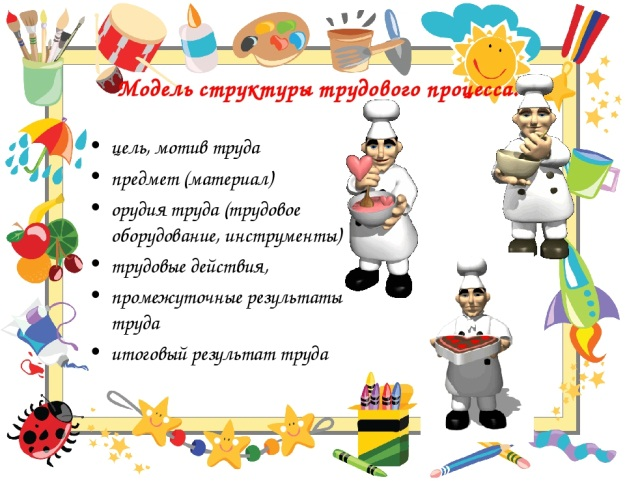 Модель структуры трудового процесса.
• цель, мотив труда
• предмет (материал)
• орудия труда (трудовое
оборудование, инструменты)
• трудовые действия,
• промежуточные результаты
труда
• итоговый результат труда